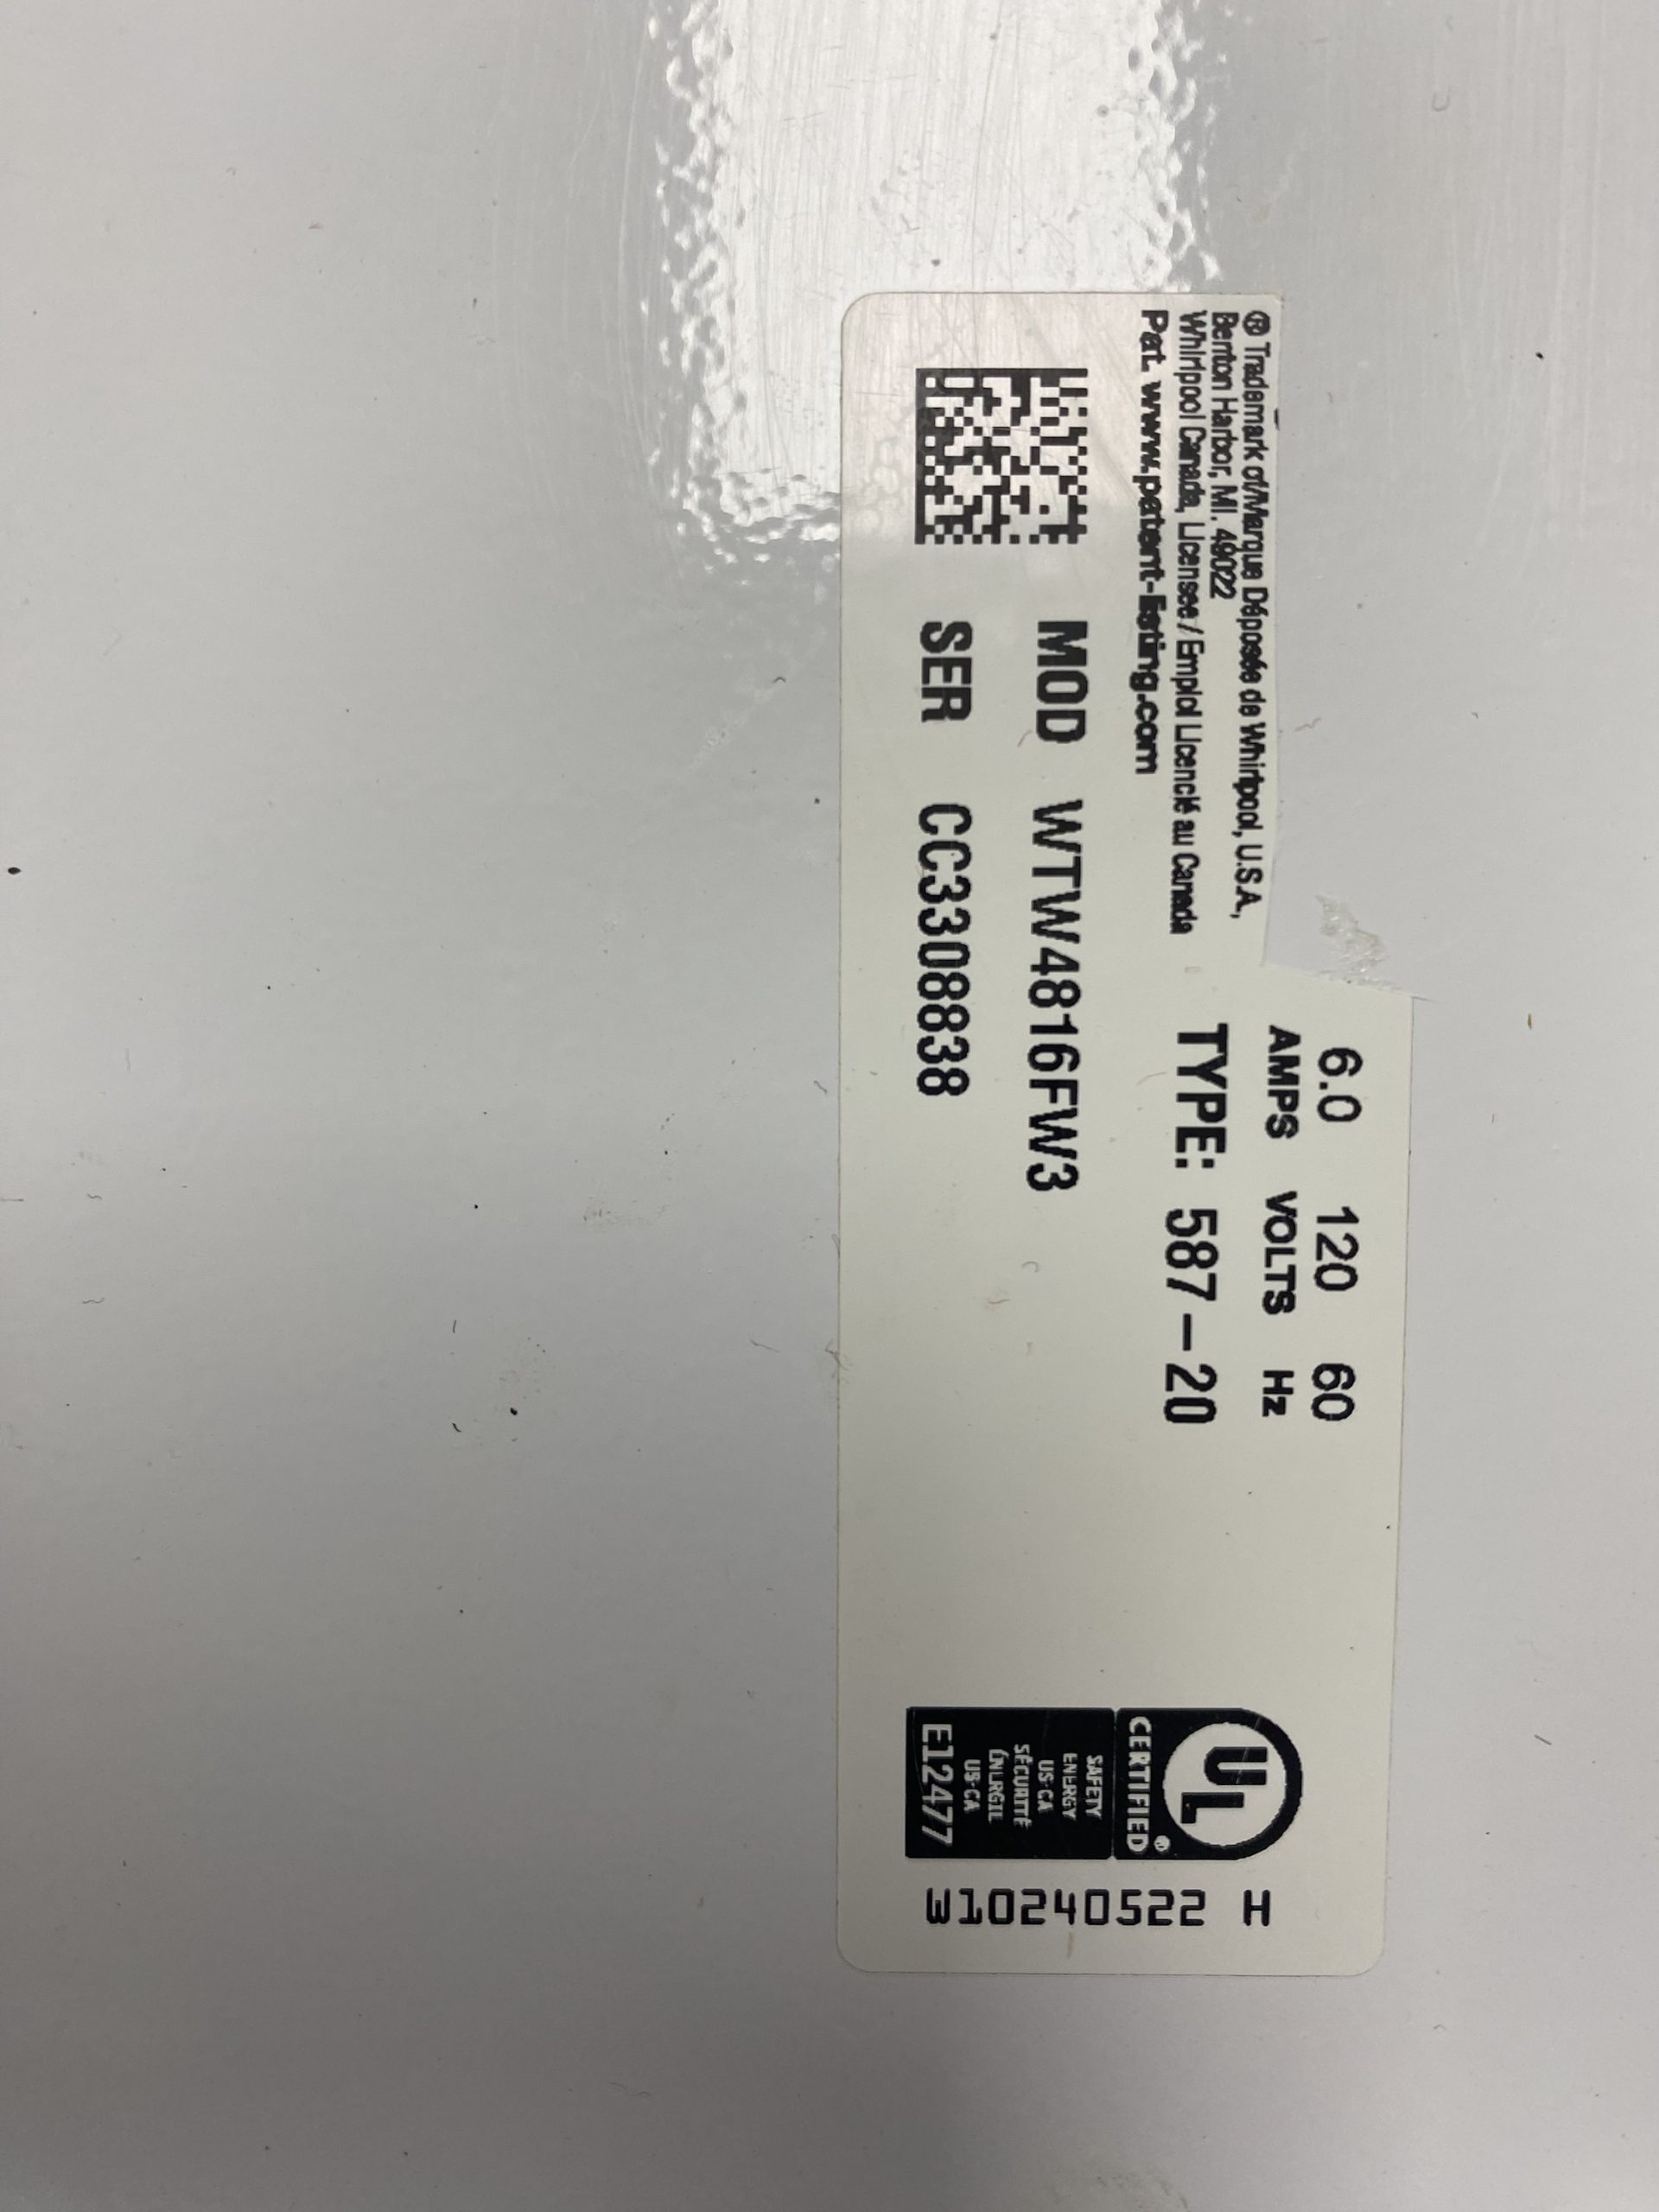 ® Trademark of/Marque Déposée de Whirlpool, U.S.A.,
Benton Harbor, MI. 49022
Whirlpool Canada, Licensee / Emploi Licencié au Canada
Pat. www.patent-listing.com
6.0 120 60
AMPS VOLTS Hz
TYPE: 587-20
MOD WTW4816FW3
SER CC3308838
UL
CERTIFIED
SAFETY
ENERGY
US-CA
SÉCURITÉ
ÉNERGIE
US-CA
E12477
W10240522 H